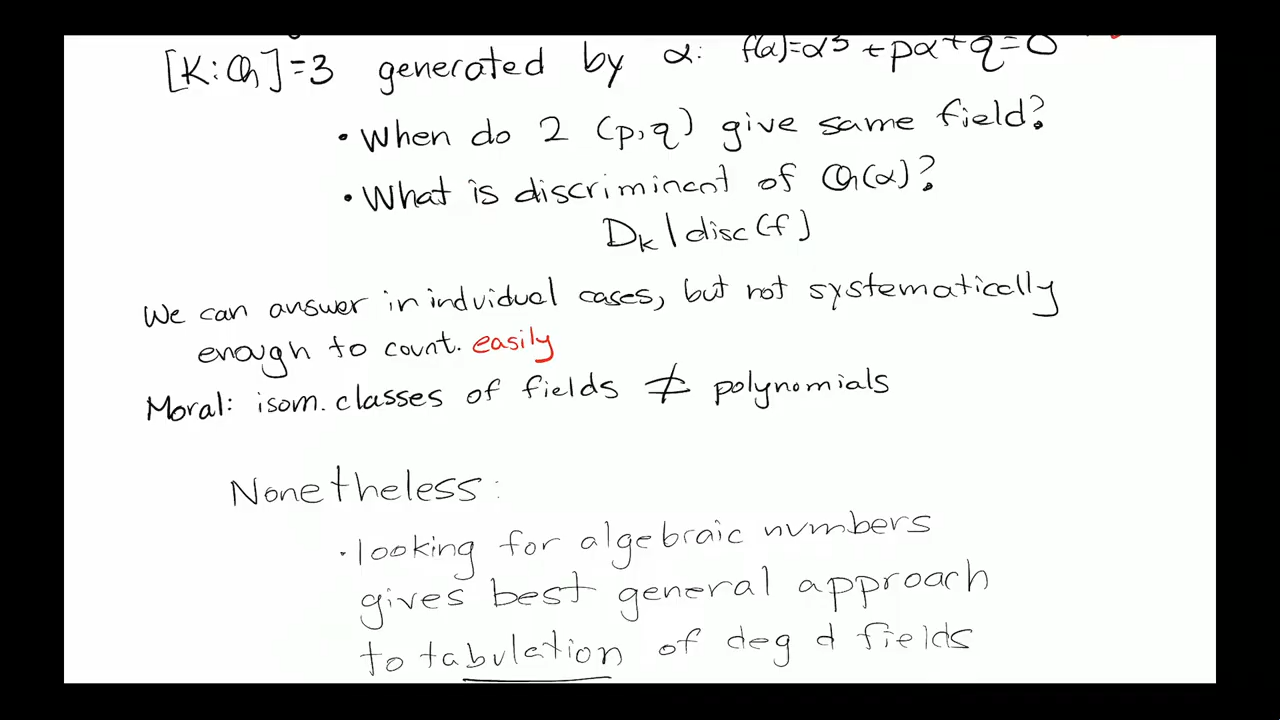 [K:ℚ]=3 generated by α: f(α)=α³+pα+q=0
• When do 2 (p,q) give same field?
• What is discriminant of ℚ(α)?
D_K | disc(f)
We can answer in indvidual cases, but not systematically
enough to count. easily
Moral: isom. classes of fields ≠ polynomials
Nonetheless:
• looking for algebraic numbers
gives best general approach
to tabulation of deg d fields